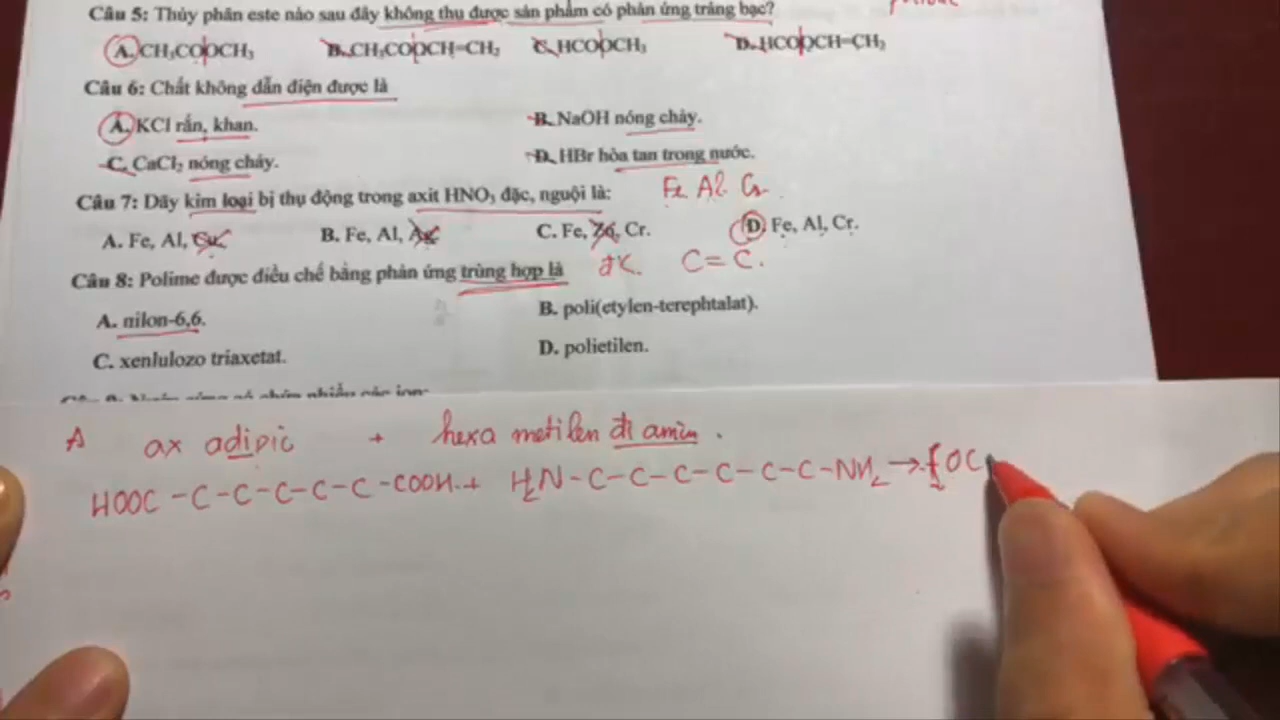 Câu 5: Thủy phân este nào sau đây không thu được sản phẩm có phản ứng tráng bạc?
A. CH₃COOCH₃ B. CH₃COOCH=CH₂ C. HCOOCH₃ D. HCOOCH=CH₂
Câu 6: Chất không dẫn điện được là
A. KCl rắn, khan. B. NaOH nóng chảy.
C. CaCl₂ nóng chảy. D. HBr hòa tan trong nước.
Câu 7: Dãy kim loại bị thụ động trong axit HNO₃ đặc, nguội là: Fe Al Cr
A. Fe, Al, Cu. B. Fe, Al, Ag. C. Fe, Zn, Cr. D. Fe, Al, Cr.
Câu 8: Polime được điều chế bằng phản ứng trùng hợp là đk. C=C.
A. nilon-6,6. B. poli(etylen-terephtalat).
C. xenlulozo triaxetat. D. polietilen.
A ax adipic + hexa metilen đi amin.
HOOC-C-C-C-C-COOH + H₂N-C-C-C-C-C-C-NH₂ → [OC